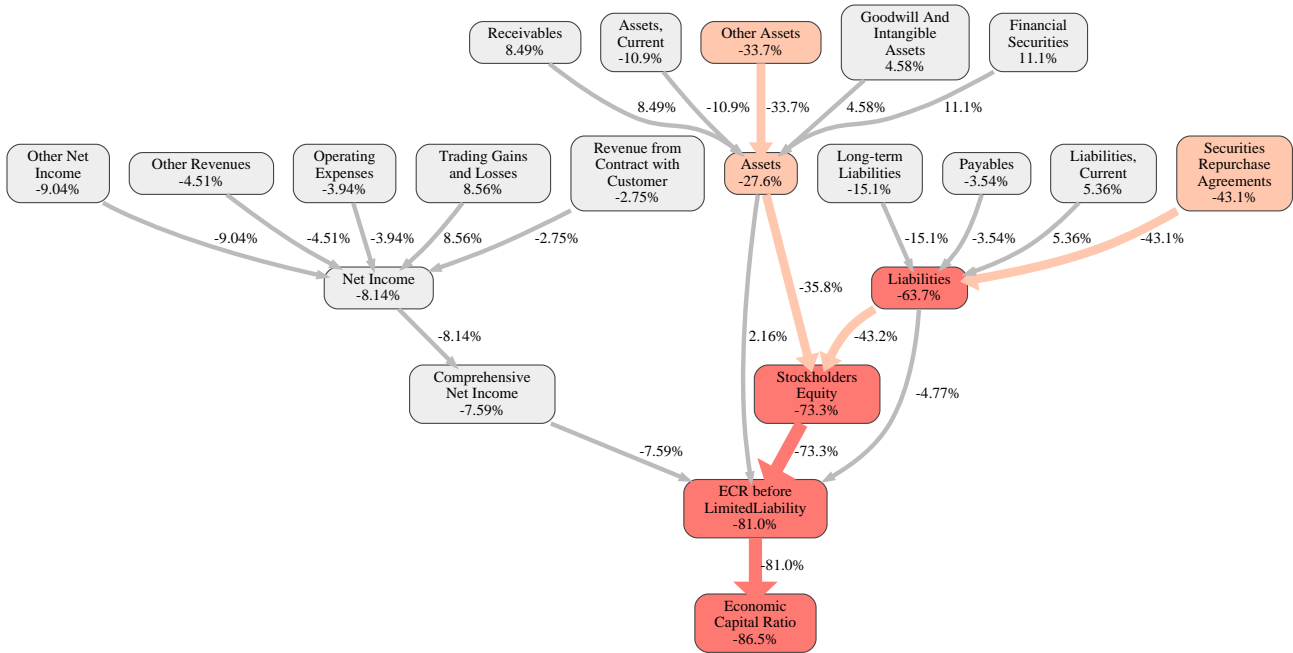 Receivables
8.49%
Assets,
Current
-10.9%
Other Assets
-33.7%
Goodwill And
Intangible
Assets
4.58%
Financial
Securities
11.1%
8.49%
-10.9%
-33.7%
4.58%
11.1%
Other Net
Income
-9.04%
Other Revenues
-4.51%
Operating
Expenses
-3.94%
Trading Gains
and Losses
8.56%
Revenue from
Contract with
Customer
-2.75%
Assets
-27.6%
Long-term
Liabilities
-15.1%
Payables
-3.54%
Liabilities,
Current
5.36%
Securities
Repurchase
Agreements
-43.1%
-9.04%
-4.51%
-3.94%
8.56%
-2.75%
-15.1%
-3.54%
5.36%
-43.1%
Net Income
-8.14%
Liabilities
-63.7%
-35.8%
-8.14%
2.16%
-43.2%
Comprehensive
Net Income
-7.59%
Stockholders
Equity
-73.3%
-4.77%
-7.59%
-73.3%
ECR before
LimitedLiability
-81.0%
-81.0%
Economic
Capital Ratio
-86.5%